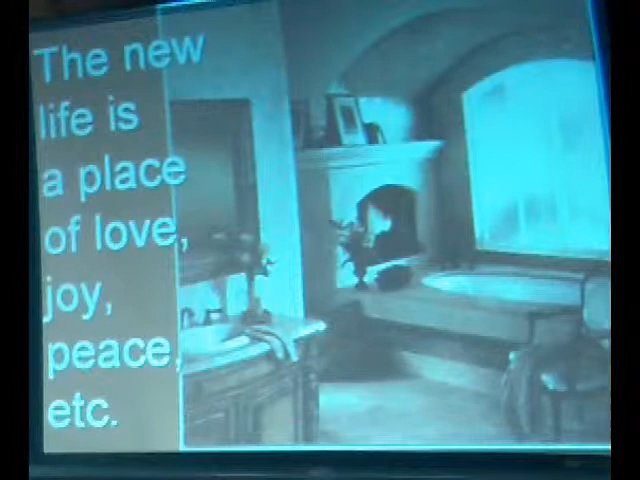 The new
life is
a place
of love,
joy,
peace,
etc.